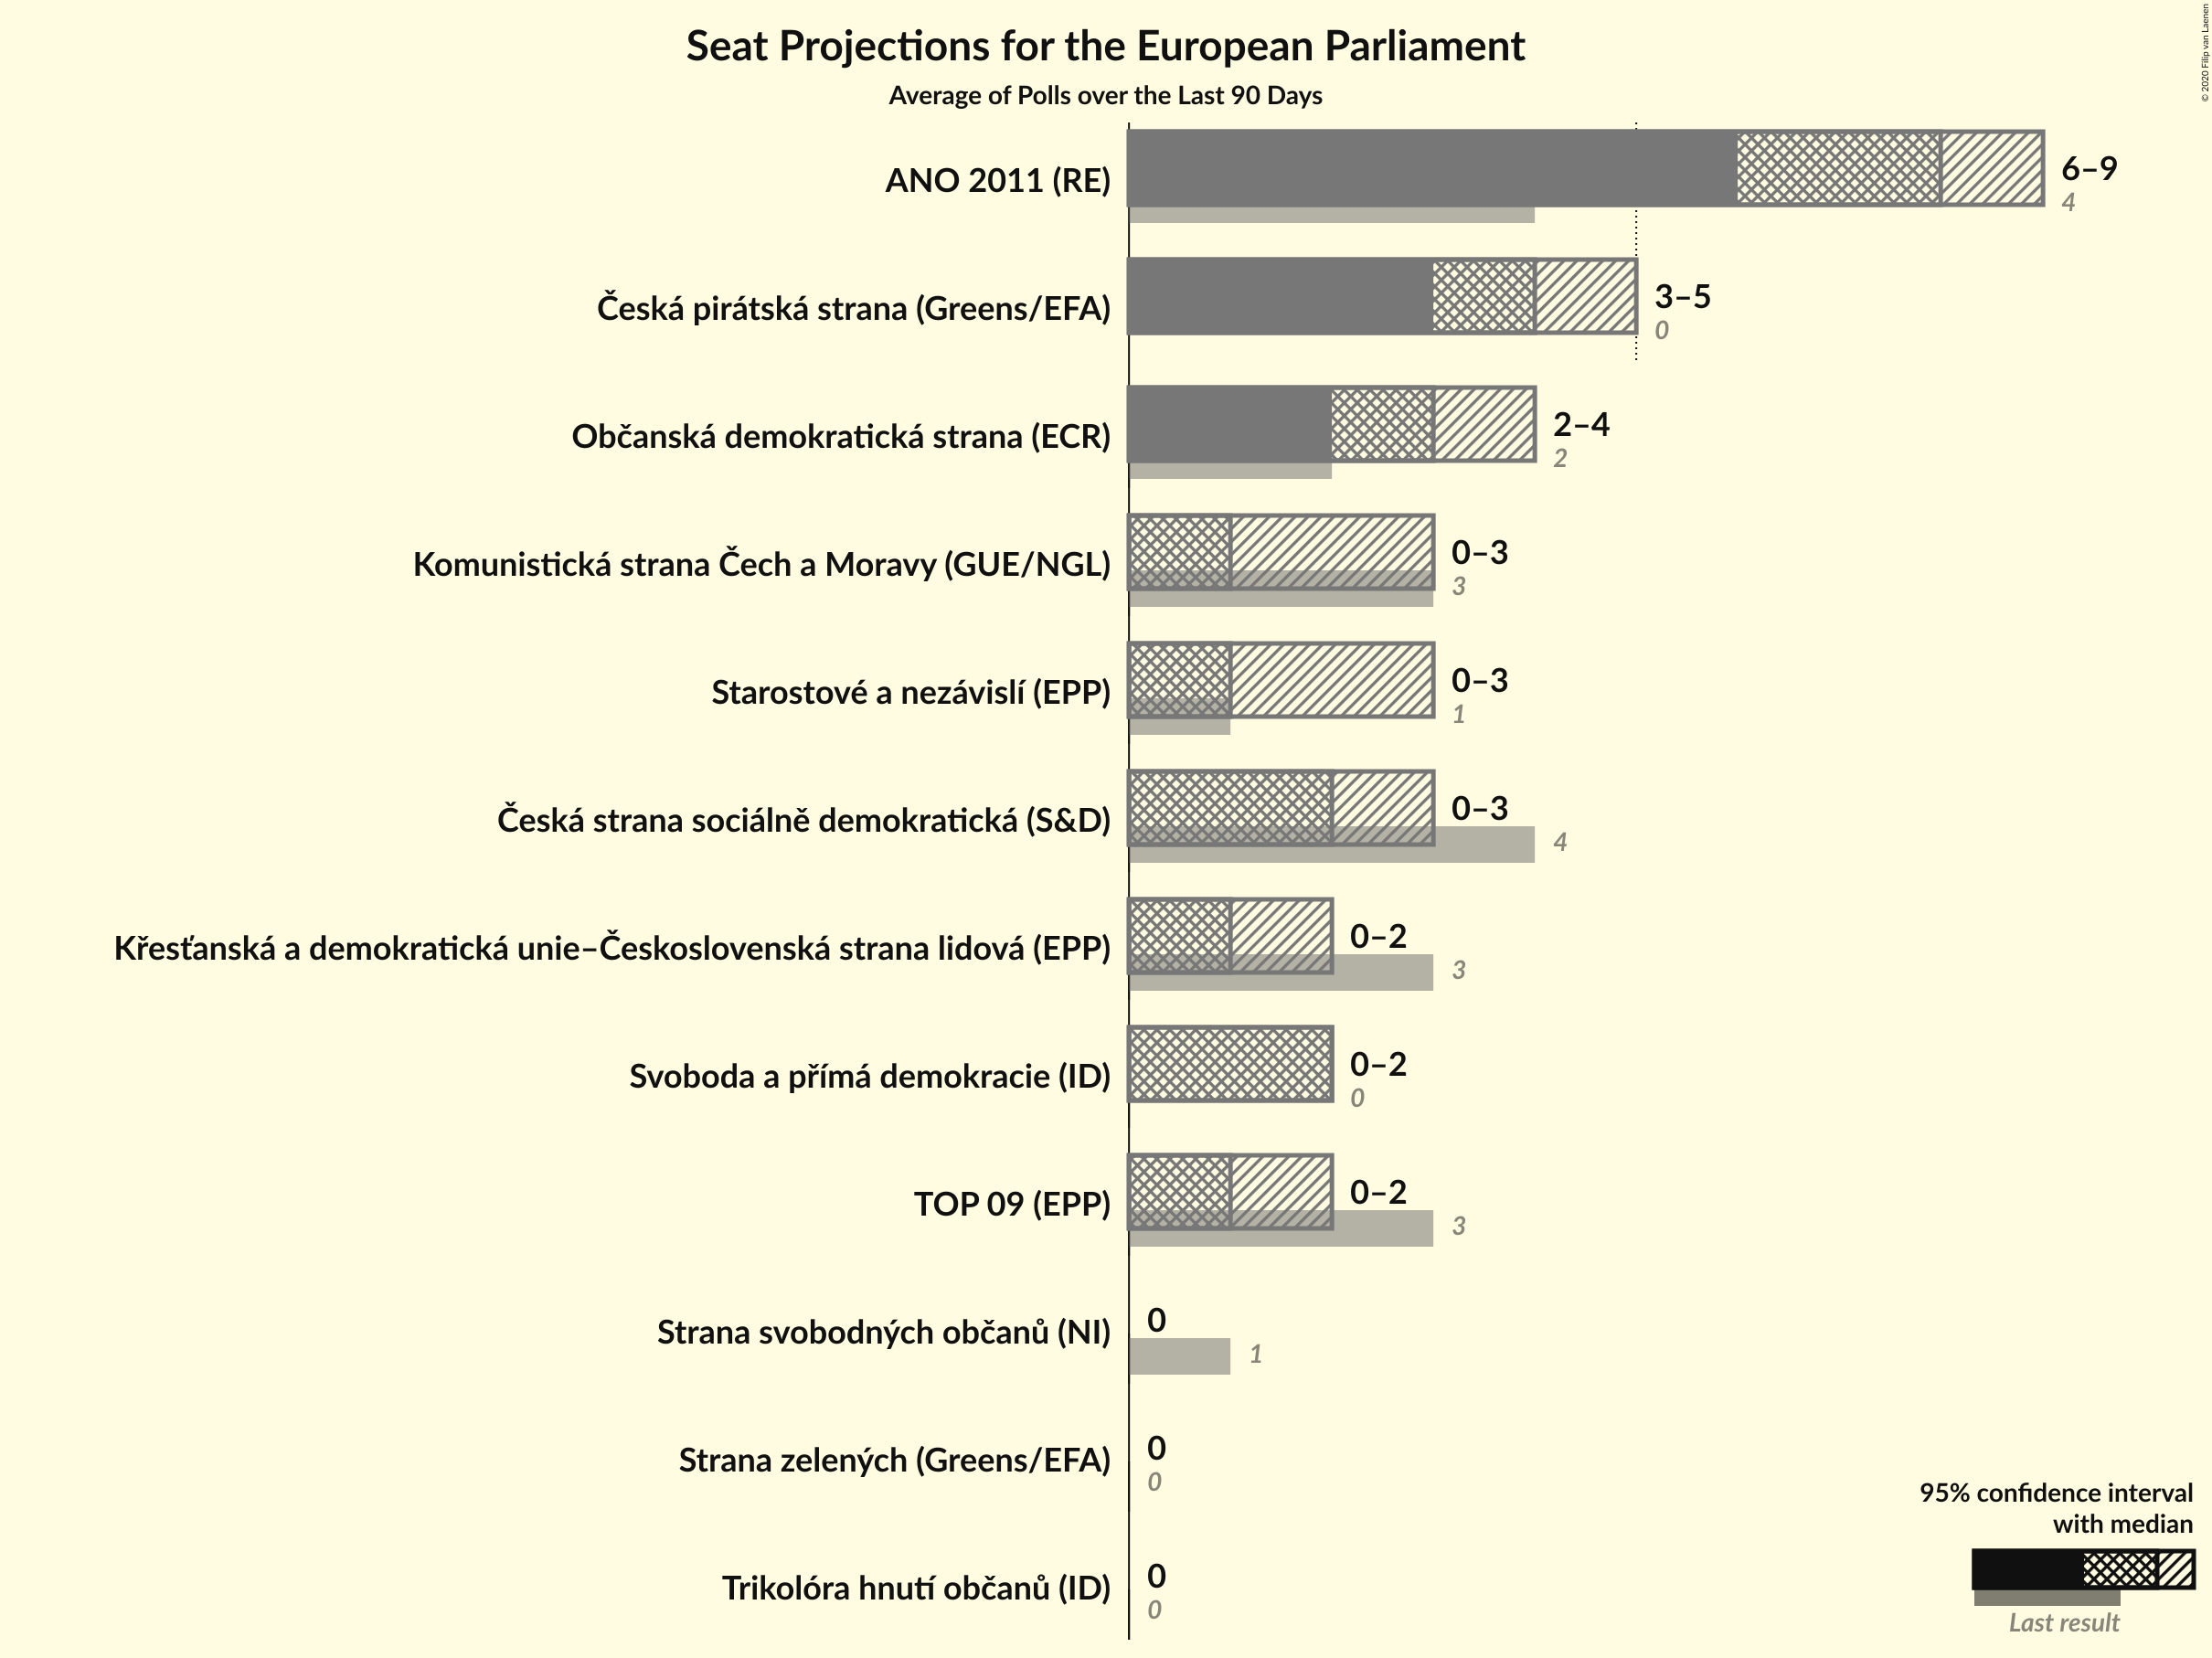 Seat Projections for the European Parliament
Average of Polls over the Last 90 Days
© 2020 Filip van Laenen
ANO 2011 (RE)
6–9
4
Česká pirátská strana (Greens/EFA)
3–5
0
Občanská demokratická strana (ECR)
2–4
2
Komunistická strana Čech a Moravy (GUE/NGL)
0–3
3
Starostové a nezávislí (EPP)
0–3
1
Česká strana sociálně demokratická (S&D)
0–3
4
Křesťanská a demokratická unie–Československá strana lidová (EPP)
0–2
3
Svoboda a přímá demokracie (ID)
0–2
0
TOP 09 (EPP)
0–2
3
Strana svobodných občanů (NI)
0
1
Strana zelených (Greens/EFA)
0
0
Trikolóra hnutí občanů (ID)
0
0
95% confidence interval
with median
Last result